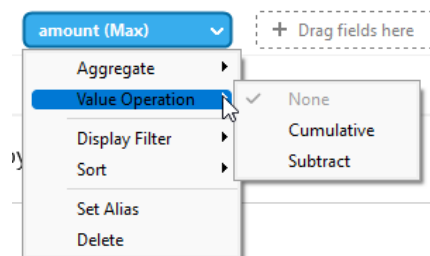 amount (Max)
+ Drag fields here
Aggregate
Value Operation
None
Cumulative
Subtract
Display Filter
Sort
Set Alias
Delete